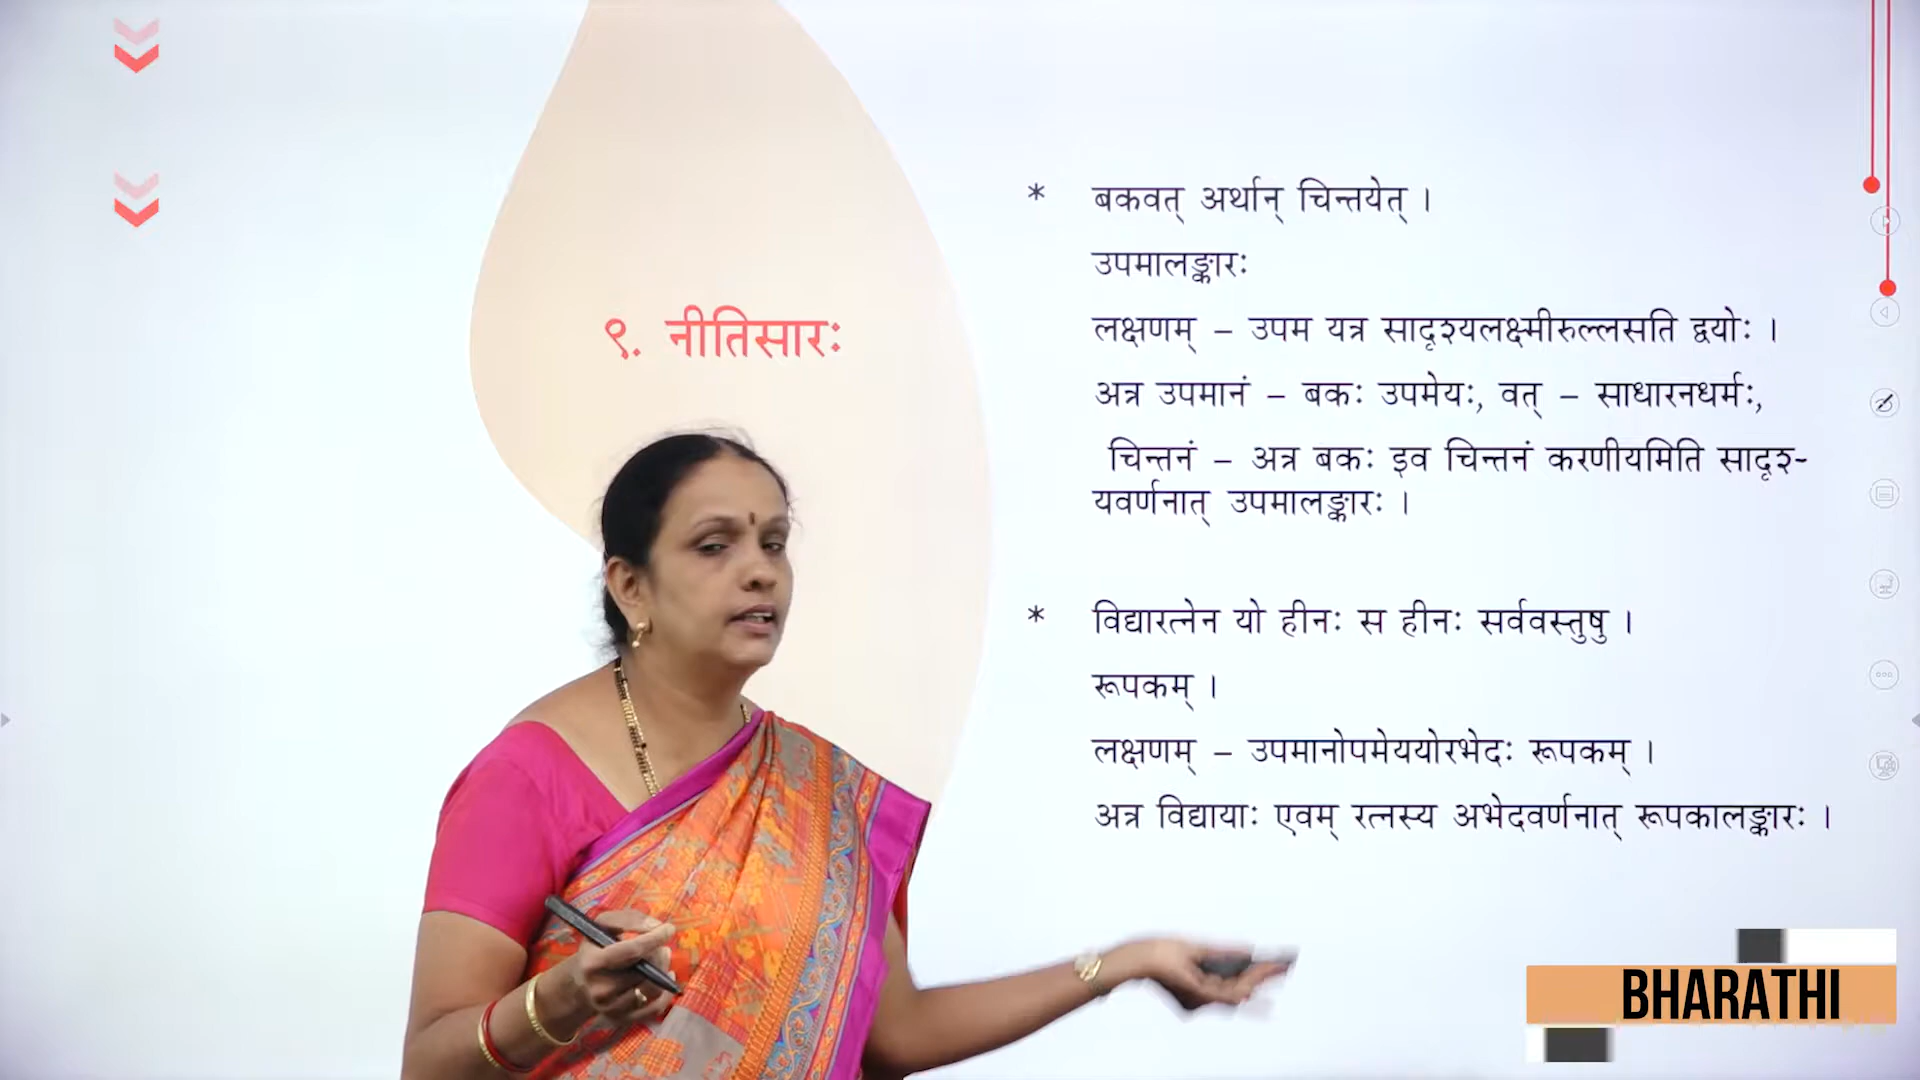 ९. नीतिसारः
* बकवत् अर्थान् चिन्तयेत् ।
उपमालङ्कारः
लक्षणम् – उपम यत्र सादृश्यलक्ष्मीरुल्लसति द्वयोः ।
अत्र उपमानं – बकः उपमेयः, वत् – साधारनधर्मः,
चिन्तनं – अत्र बकः इव चिन्तनं करणीयमिति सादृश्-
यवर्णनात् उपमालङ्कारः ।
* विद्यारत्नेन यो हीनः स हीनः सर्ववस्तुषु ।
रूपकम् ।
लक्षणम् – उपमानोपमेययोरभेदः रूपकम् ।
अत्र विद्यायाः एवम् रत्नस्य अभेदवर्णनात् रूपकालङ्कारः ।
BHARATHI